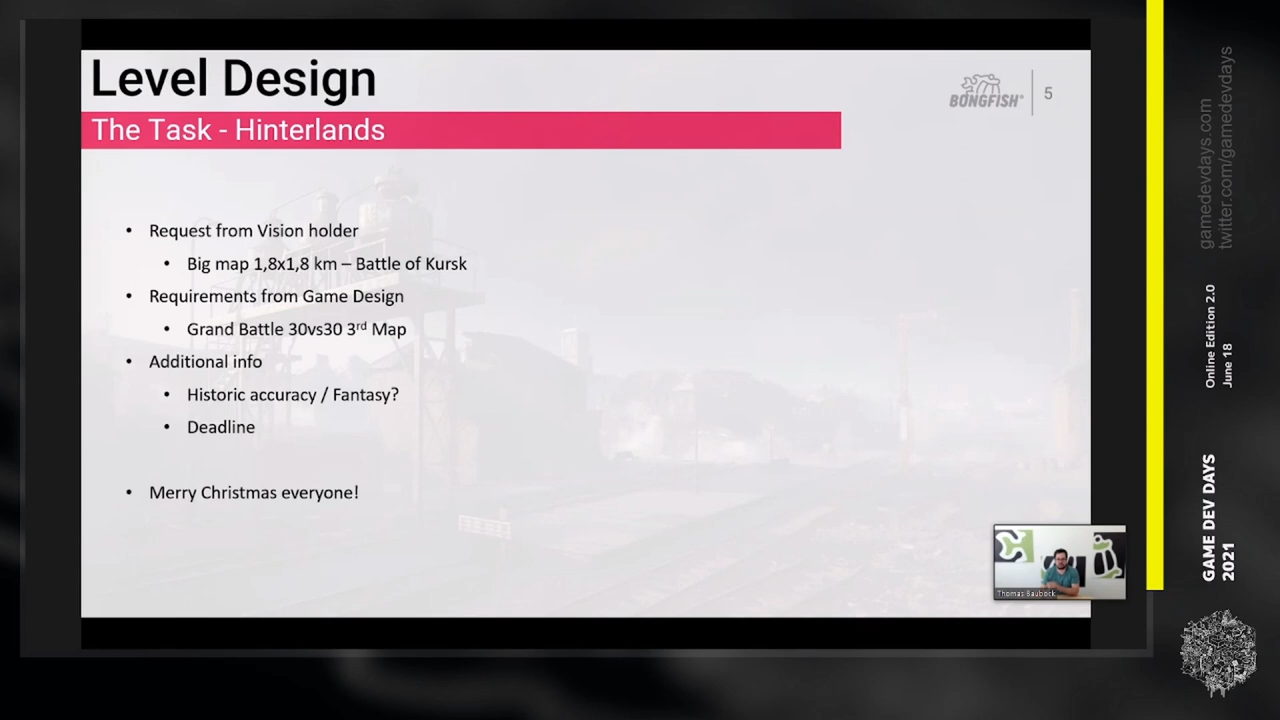 Level Design
BONGFISH®
5
The Task - Hinterlands
• Request from Vision holder
• Big map 1,8x1,8 km – Battle of Kursk
• Requirements from Game Design
• Grand Battle 30vs30 3rd Map
• Additional info
• Historic accuracy / Fantasy?
• Deadline
• Merry Christmas everyone!
Thomas Baubock
gamedevdays.com
twitter.com/gamedevdays
Online Edition 2.0
June 18
GAME DEV DAYS
2021